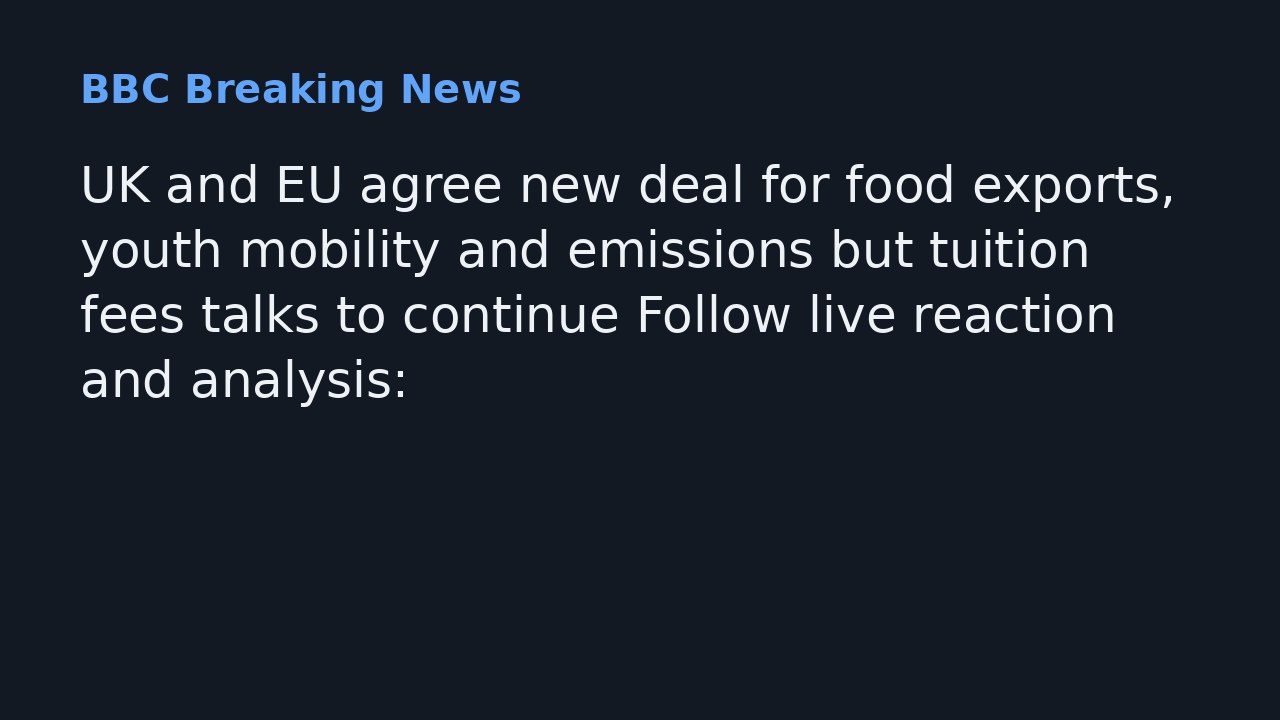 BBC Breaking News
UK and EU agree new deal for food exports,
youth mobility and emissions but tuition
fees talks to continue Follow live reaction
and analysis: